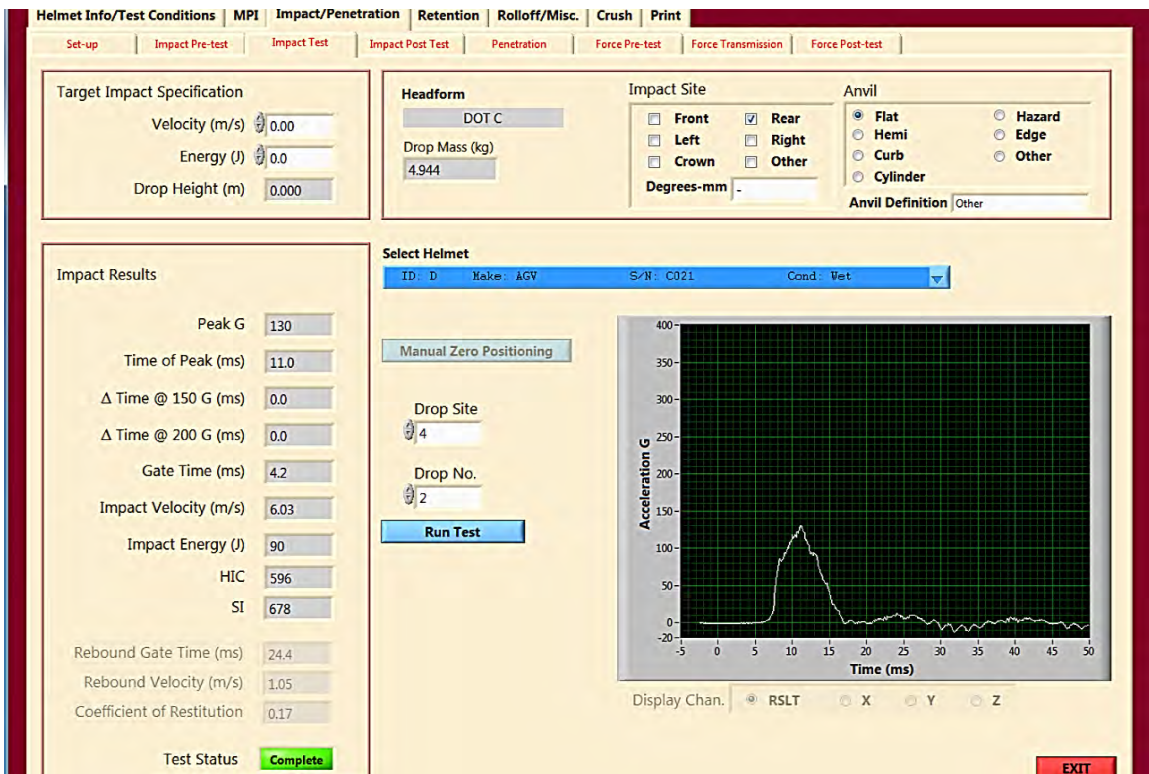 Helmet Info/Test Conditions MPI Impact/Penetration Retention Rolloff/Misc. Crush Print
Set-up Impact Pre-test Impact Test Impact Post Test Penetration Force Pre-test Force Transmission Force Post-test
Target Impact Specification
Velocity (m/s) 0.00
Energy (J) 0.0
Drop Height (m) 0.000
Headform
DOT C
Drop Mass (kg)
4.944
Impact Site
Front Rear
Left Right
Crown Other
Degrees-mm -
Anvil
Flat Hazard
Hemi Edge
Curb Other
Cylinder
Anvil Definition Other
Select Helmet
ID: D Make: AGV S/N: C021 Cond: Wet
Impact Results
Peak G 130
Time of Peak (ms) 11.0
Δ Time @ 150 G (ms) 0.0
Δ Time @ 200 G (ms) 0.0
Gate Time (ms) 4.2
Impact Velocity (m/s) 6.03
Impact Energy (J) 90
HIC 596
SI 678
Rebound Gate Time (ms) 24.4
Rebound Velocity (m/s) 1.05
Coefficient of Restitution 0.17
Test Status Complete
Manual Zero Positioning
Drop Site
4
Drop No.
2
Run Test
Acceleration G
400
350
300
250
200
150
100
50
0
-20
-5 0 5 10 15 20 25 30 35 40 45 50
Time (ms)
Display Chan. RSLT X Y Z
EXIT